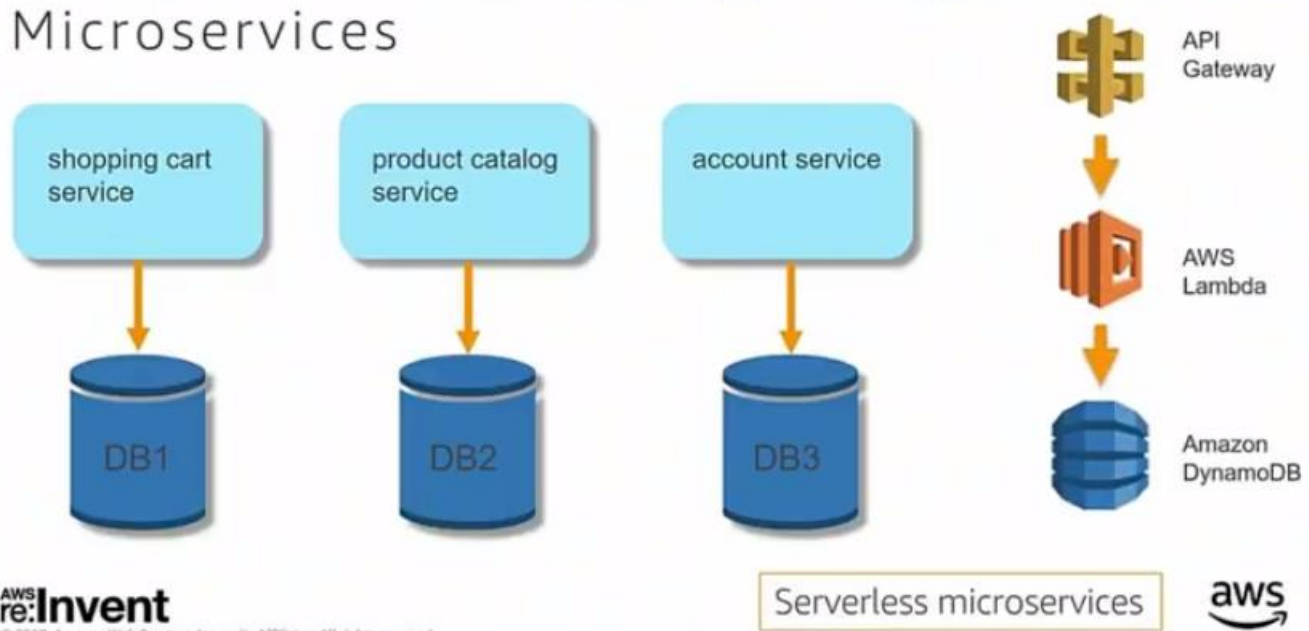 Microservices
API
Gateway
shopping cart
service
product catalog
service
account service
AWS
Lambda
DB1
DB2
DB3
Amazon
DynamoDB
AWS
re:Invent
Serverless microservices
aws